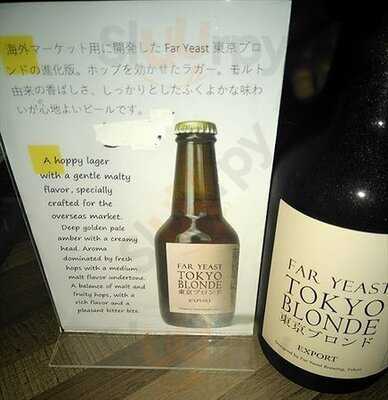 海外マーケット用に開発した Far Yeast 東京ブロ
ンドの進化版。ホップを効かせたラガー。モルト
由来の香ばしさ、しっかりとしたふくよかな味わ
いが心地よいビールです。
A hoppy lager
with a gentle malty
flavor, specially
crafted for the
overseas market.
Deep golden pale
amber with a creamy
head. Aroma
dominated by fresh
hops with a medium
malt flavor undertone.
A balance of malt and
fruity hops, with a
rich flavor and a
pleasant bitter bite.
FAR YEAST
TOKYO
BLONDE
東京ブロンド
EXPORT
FAR YEAST
TOKYO
BLONDE
東京ブロンド
EXPORT
Designed by Far Yeast Brewing, Tokyo